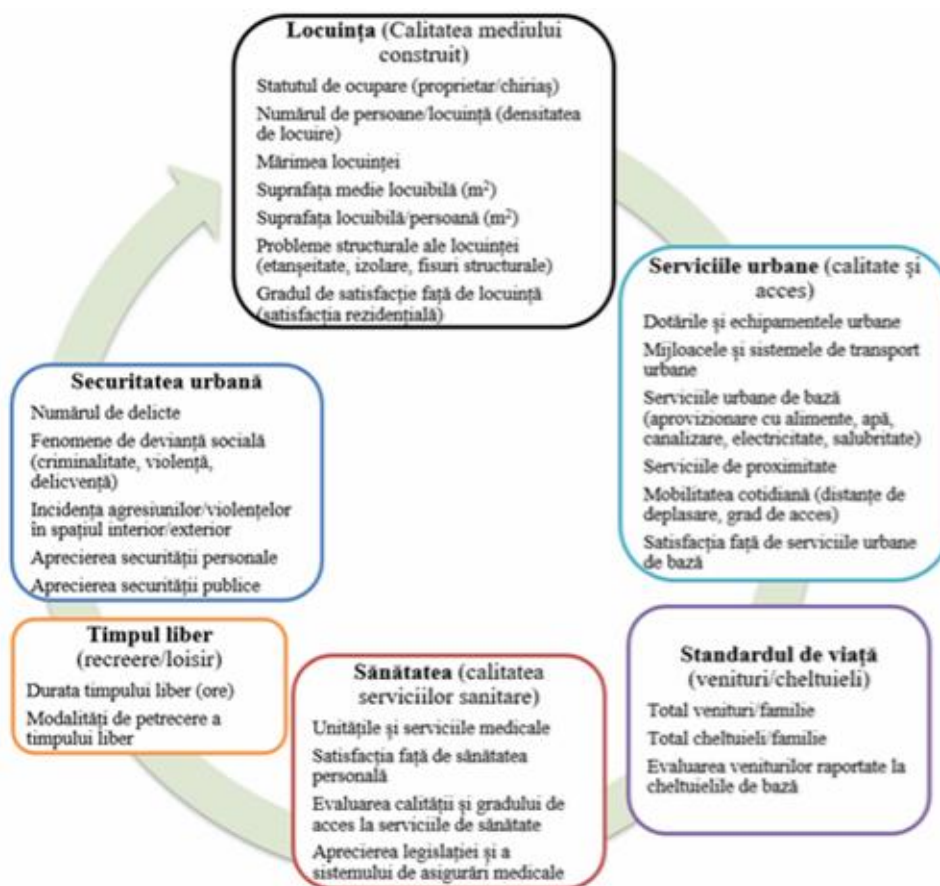 Locuința (Calitatea mediului
construit)
Statutul de ocupare (proprietar/chiriaș)
Numărul de persoane/locuință (densitatea
de locuire)
Mărimea locuinței
Suprafața medie locuibilă (m²)
Suprafața locuibilă/persoană (m²)
Probleme structurale ale locuinței
(etanșeitate, izolare, fisuri structurale)
Gradul de satisfacție față de locuință
(satisfacția rezidențială)
Serviciile urbane (calitate și
acces)
Dotările și echipamentele urbane
Mijloacele și sistemele de transport
urbane
Serviciile urbane de bază
(aprovizionare cu alimente, apă,
canalizare, electricitate, salubritate)
Serviciile de proximitate
Mobilitatea cotidiană (distanțe de
deplasare, grad de acces)
Satisfacția față de serviciile urbane
de bază
Standardul de viață
(venituri/cheltuieli)
Total venituri/familie
Total cheltuieli/familie
Evaluarea veniturilor raportate la
cheltuielile de bază
Sănătatea (calitatea
serviciilor sanitare)
Unitățile și serviciile medicale
Satisfacția față de sănătatea
personală
Evaluarea calității și gradului de
acces la serviciile de sănătate
Aprecierea legislației și a
sistemului de asigurări medicale
Timpul liber
(recreere/loisir)
Durata timpului liber (ore)
Modalități de petrecere a
timpului liber
Securitatea urbană
Numărul de delicte
Fenomene de devianță socială
(criminalitate, violență,
delicvență)
Incidența agresiunilor/violențelor
în spațiul interior/exterior
Aprecierea securității personale
Aprecierea securității publice